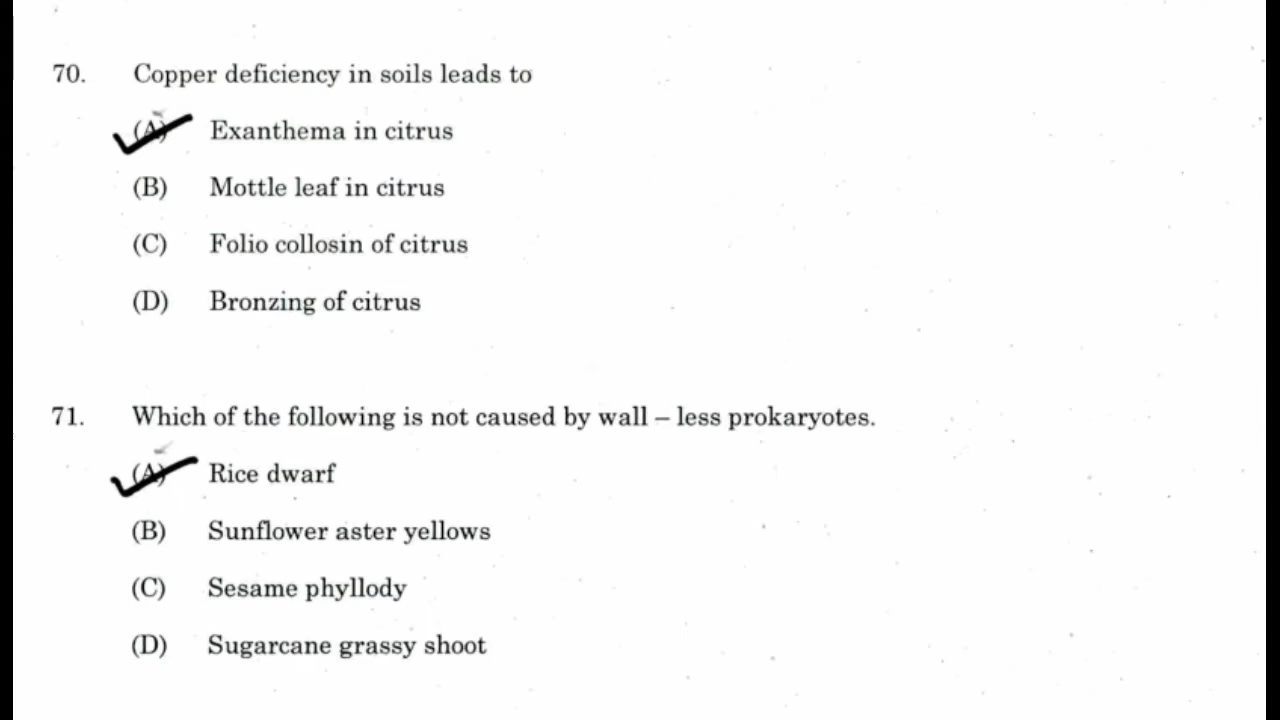 70. Copper deficiency in soils leads to
(A) Exanthema in citrus
(B) Mottle leaf in citrus
(C) Folio collosin of citrus
(D) Bronzing of citrus
71. Which of the following is not caused by wall – less prokaryotes.
(A) Rice dwarf
(B) Sunflower aster yellows
(C) Sesame phyllody
(D) Sugarcane grassy shoot